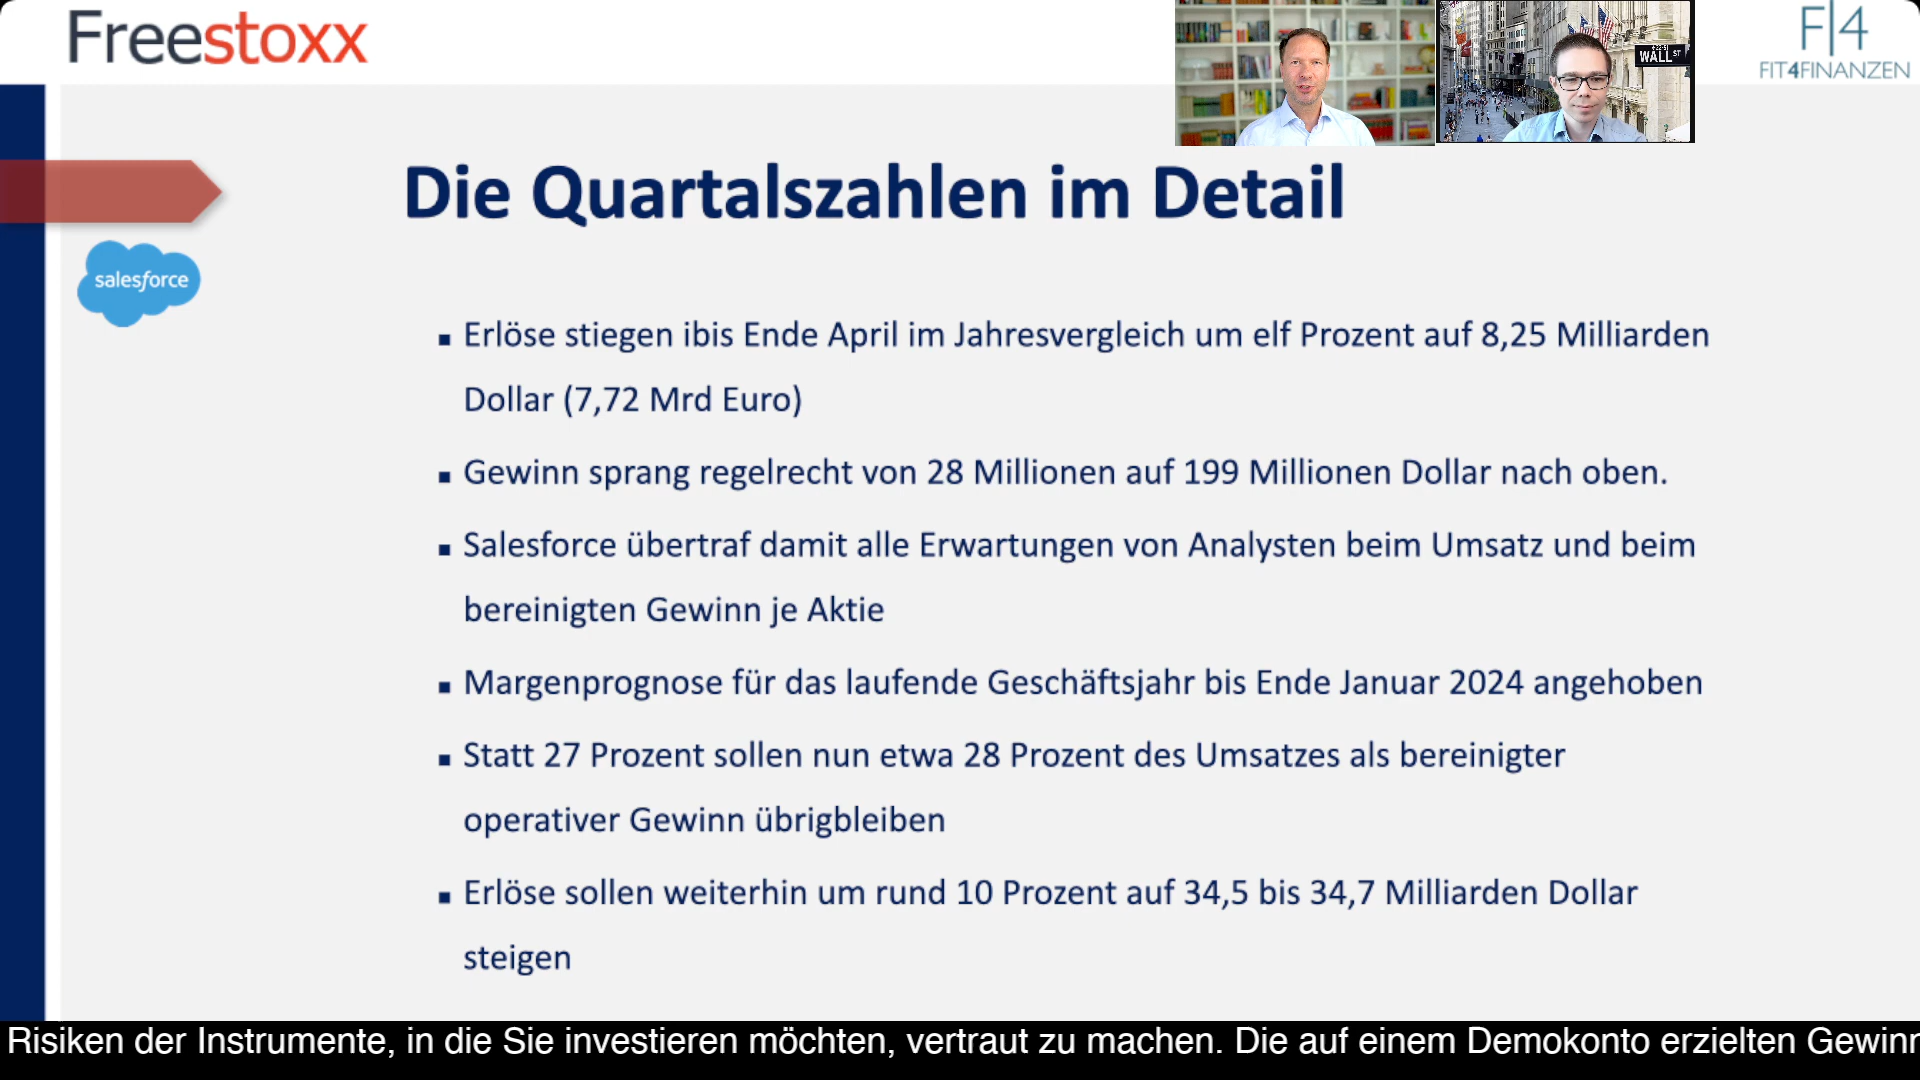 Freestoxx
WALL ST
F|4
FIT4FINANZEN
Die Quartalszahlen im Detail
salesforce
▪ Erlöse stiegen ibis Ende April im Jahresvergleich um elf Prozent auf 8,25 Milliarden
Dollar (7,72 Mrd Euro)
▪ Gewinn sprang regelrecht von 28 Millionen auf 199 Millionen Dollar nach oben.
▪ Salesforce übertraf damit alle Erwartungen von Analysten beim Umsatz und beim
bereinigten Gewinn je Aktie
▪ Margenprognose für das laufende Geschäftsjahr bis Ende Januar 2024 angehoben
▪ Statt 27 Prozent sollen nun etwa 28 Prozent des Umsatzes als bereinigter
operativer Gewinn übrigbleiben
▪ Erlöse sollen weiterhin um rund 10 Prozent auf 34,5 bis 34,7 Milliarden Dollar
steigen
Risiken der Instrumente, in die Sie investieren möchten, vertraut zu machen. Die auf einem Demokonto erzielten